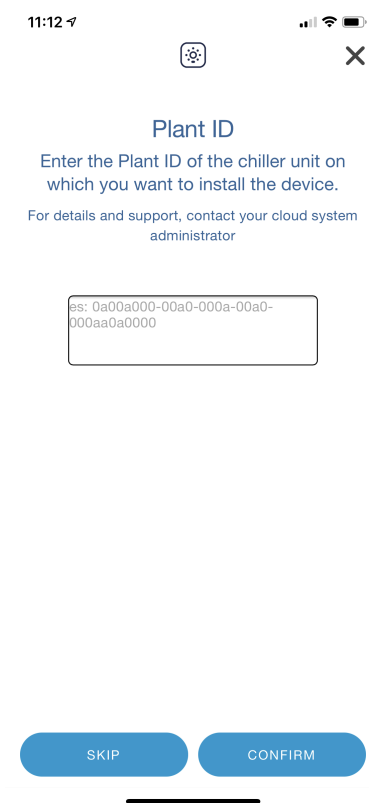 11:12
Plant ID
Enter the Plant ID of the chiller unit on
which you want to install the device.
For details and support, contact your cloud system
administrator
es: 0a00a000-00a0-000a-00a0-
000aa0a0000
SKIP
CONFIRM